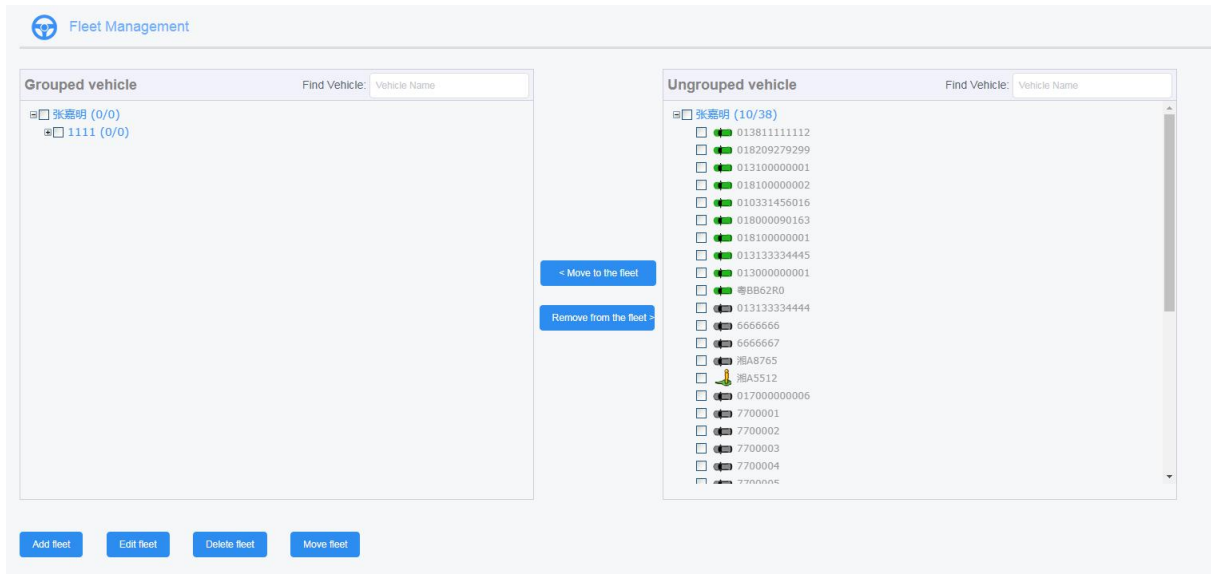 Fleet Management
Grouped vehicle
Find Vehicle: Vehicle Name
张嘉明 (0/0)
1111 (0/0)
< Move to the fleet
Remove from the fleet >
Ungrouped vehicle
Find Vehicle: Vehicle Name
张嘉明 (10/38)
013811111112
018209279299
013100000001
018100000002
010331456016
018000090163
018100000001
013133334445
013000000001
粤BB62R0
013133334444
6666666
6666667
湘A8765
湘A5512
017000000006
7700001
7700002
7700003
7700004
7700005
Add fleet
Edit fleet
Delete fleet
Move fleet